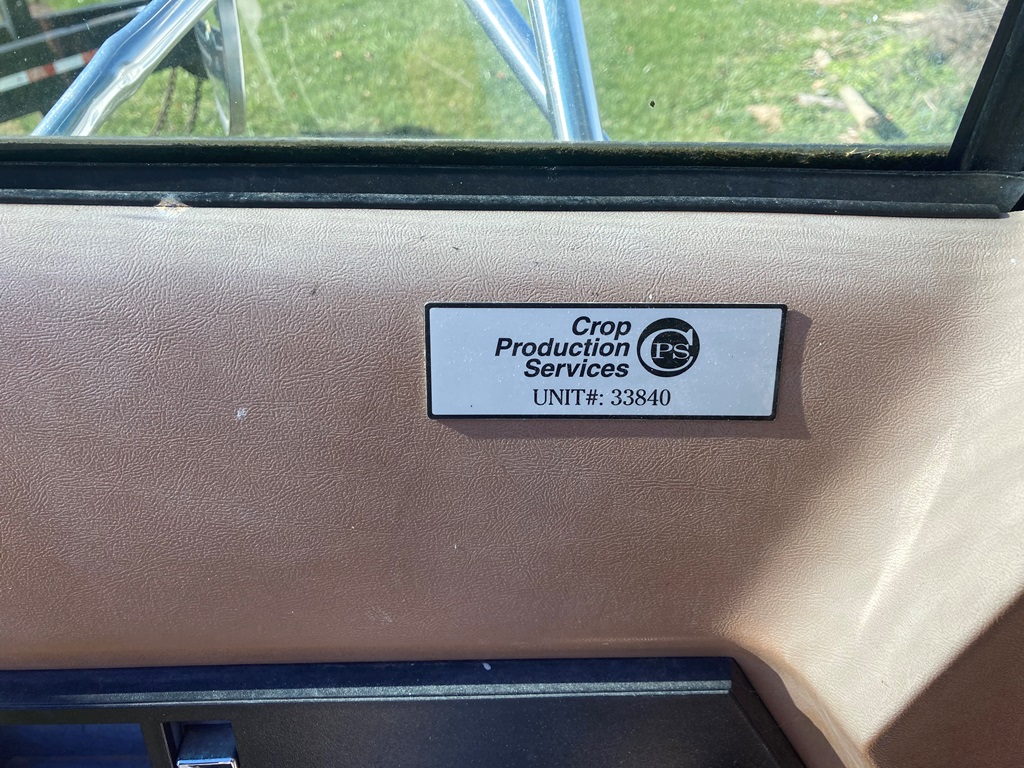 Crop
Production
Services
CPS
UNIT#: 33840